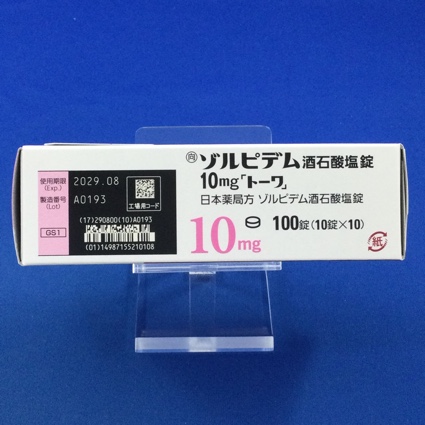 使用期限
(Exp.)
2029.08
製造番号
(Lot)
A0193
工場用コード
GS1
(17)290800(10)A0193
(01)14987155210108
向 ゾルピデム酒石酸塩錠
10mg「トーワ」
日本薬局方 ゾルピデム酒石酸塩錠
10mg
100錠(10錠×10)
紙